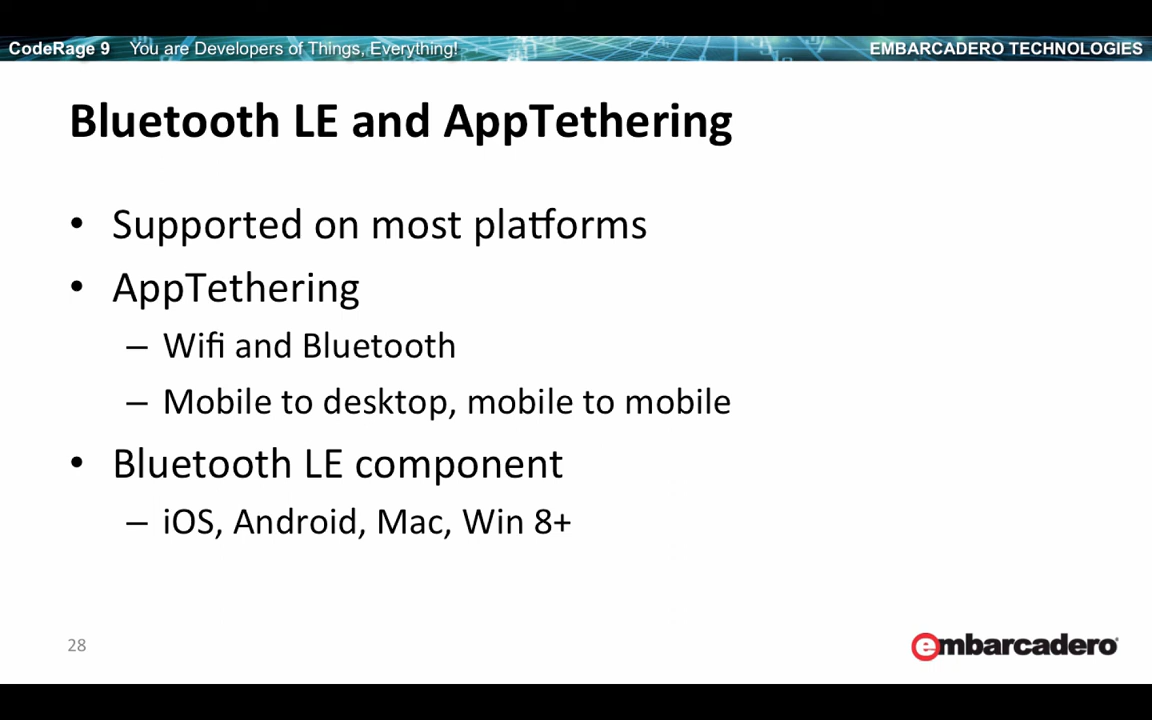 CodeRage 9 You are Developers of Things, Everything! EMBARCADERO TECHNOLOGIES
Bluetooth LE and AppTethering
• Supported on most platforms
• AppTethering
– Wifi and Bluetooth
– Mobile to desktop, mobile to mobile
• Bluetooth LE component
– iOS, Android, Mac, Win 8+
28 embarcadero